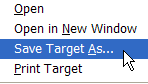 Open
Open in New Window
Save Target As...
Print Target